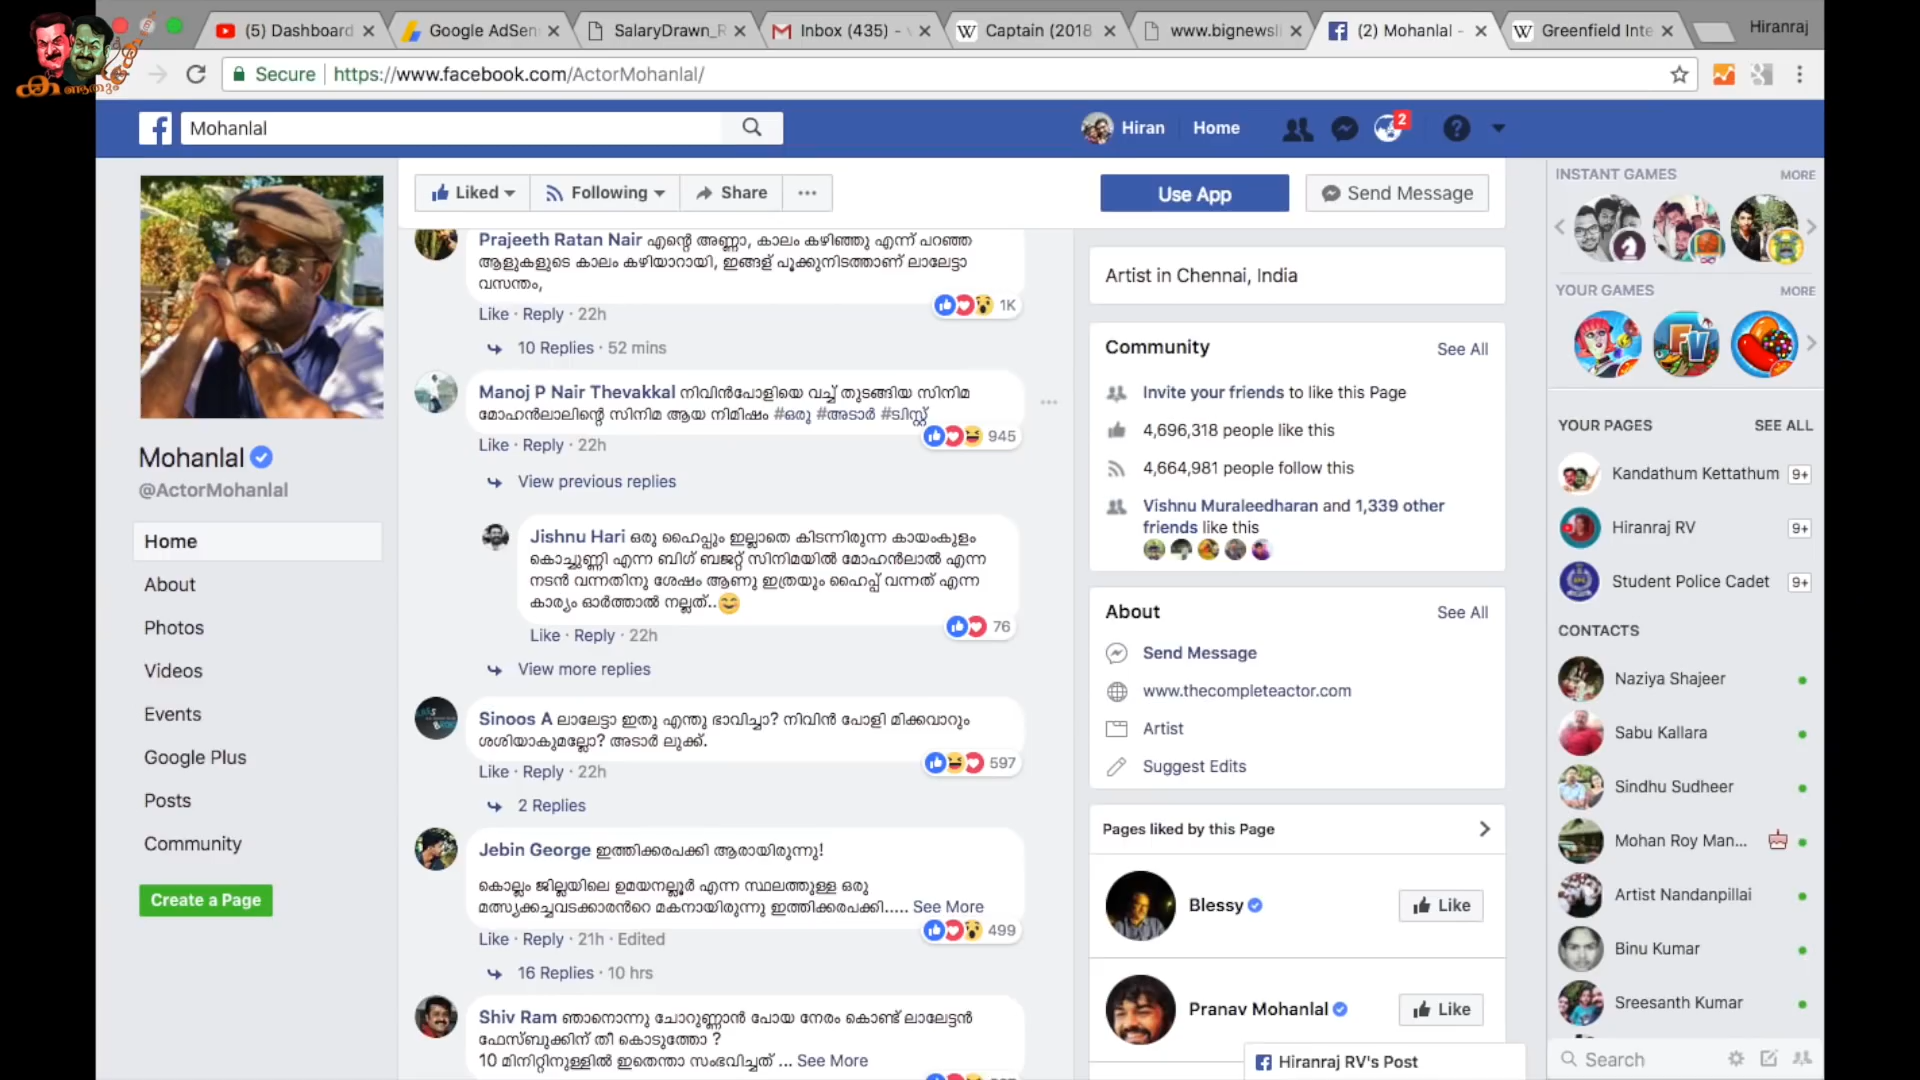 (5) Dashboard
Google AdSen
SalaryDrawn_R
Inbox (435) -
Captain (2018
www.bignewsli
(2) Mohanlal -
Greenfield Inte
Hiranraj
Secure
https://www.facebook.com/ActorMohanlal/
Mohanlal
Hiran
Home
2
Liked
Following
Share
Use App
Send Message
Mohanlal
@ActorMohanlal
Home
About
Photos
Videos
Events
Google Plus
Posts
Community
Create a Page
Prajeeth Ratan Nair എന്റെ അണ്ണാ, കാലം കഴിഞ്ഞു എന്ന് പറഞ്ഞ
ആളുകളുടെ കാലം കഴിയാറായി, ഇങ്ങള് പൂക്കുന്നിടത്താണ് ലാലേട്ടാ
വസന്തം,
1K
Like · Reply · 22h
10 Replies · 52 mins
Manoj P Nair Thevakkal നിവിൻപോളിയെ വച്ച് തുടങ്ങിയ സിനിമ
മോഹൻലാലിന്റെ സിനിമ ആയ നിമിഷം #ഒരു #അടാർ #ട്വിസ്റ്റ്
945
Like · Reply · 22h
View previous replies
Jishnu Hari ഒരു ഹൈപ്പും ഇല്ലാതെ കിടന്നിരുന്ന കായംകുളം
കൊച്ചുണ്ണി എന്ന ബിഗ് ബജറ്റ് സിനിമയിൽ മോഹൻലാൽ എന്ന
നടൻ വന്നതിനു ശേഷം ആണു ഇത്രയും ഹൈപ്പ് വന്നത് എന്ന
കാര്യം ഓർത്താൽ നല്ലത്..
76
Like · Reply · 22h
View more replies
Sinoos A ലാലേട്ടാ ഇതു എന്തു ഭാവിച്ചാ? നിവിൻ പോളി മിക്കവാറും
ശശിയാകുമല്ലോ? അടാർ ലുക്ക്.
597
Like · Reply · 22h
2 Replies
Jebin George ഇത്തിക്കരപക്കി ആരായിരുന്നു!
കൊല്ലം ജില്ലയിലെ ഉമയനല്ലൂർ എന്ന സ്ഥലത്തുള്ള ഒരു
മത്സ്യക്കച്ചവടക്കാരൻറെ മകനായിരുന്നു ഇത്തിക്കരപക്കി..... See More
499
Like · Reply · 21h · Edited
16 Replies · 10 hrs
Shiv Ram ഞാനൊന്നു ചോറുണ്ണാൻ പോയ നേരം കൊണ്ട് ലാലേട്ടൻ
ഫേസ്ബുക്കിന് തീ കൊടുത്തോ ?
10 മിനിറ്റിനുള്ളിൽ ഇതെന്താ സംഭവിച്ചത് ... See More
Artist in Chennai, India
Community
See All
Invite your friends to like this Page
4,696,318 people like this
4,664,981 people follow this
Vishnu Muraleedharan and 1,339 other
friends like this
About
See All
Send Message
www.thecompleteactor.com
Artist
Suggest Edits
Pages liked by this Page
Blessy
Like
Pranav Mohanlal
Like
Hiranraj RV's Post
INSTANT GAMES
MORE
YOUR GAMES
MORE
YOUR PAGES
SEE ALL
Kandathum Kettathum 9+
Hiranraj RV 9+
Student Police Cadet 9+
CONTACTS
Naziya Shajeer
Sabu Kallara
Sindhu Sudheer
Mohan Roy Man...
Artist Nandanpillai
Binu Kumar
Sreesanth Kumar
Search